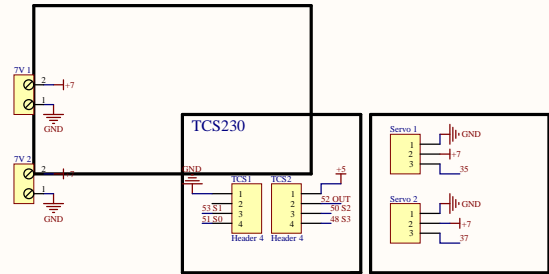 7V 1
2
+7
1
GND
7V 2
2
+7
1
GND
TCS230
GND
TCS1
TCS2
+5
1
2
3
4
1
2
3
4
53 S1
51 S0
52 OUT
50 S2
48 S3
Header 4
Header 4
Servo 1
1
2
3
GND
+7
35
Servo 2
1
2
3
GND
+7
37